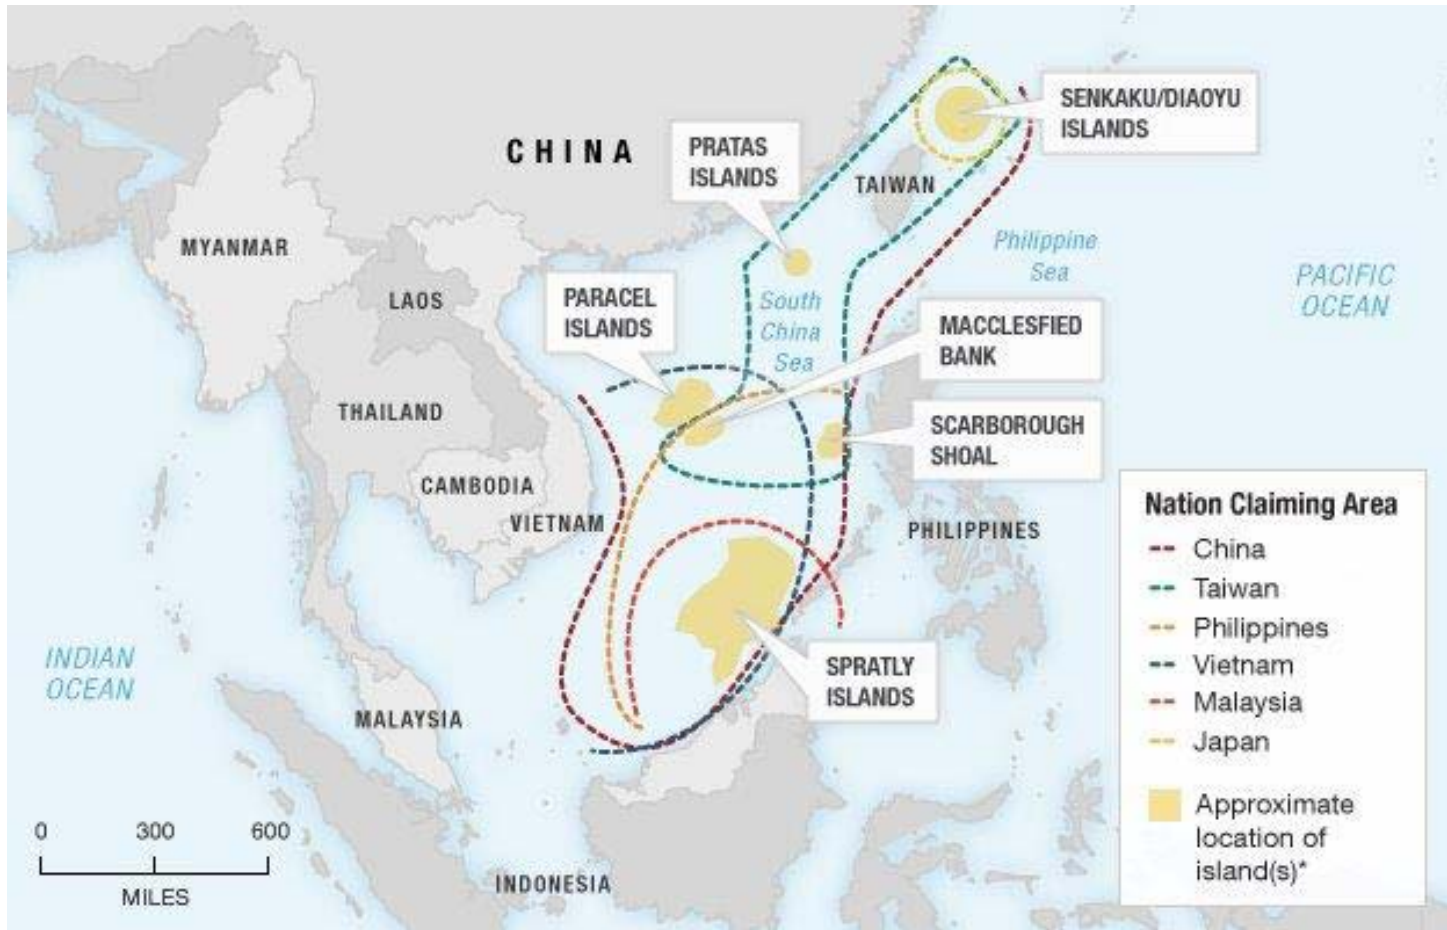 CHINA
SENKAKU/DIAOYU
ISLANDS
PRATAS
ISLANDS
TAIWAN
MYANMAR
Philippine
Sea
LAOS
PARACEL
ISLANDS
South
China
Sea
MACCLESFIED
BANK
PACIFIC
OCEAN
THAILAND
SCARBOROUGH
SHOAL
CAMBODIA
VIETNAM
PHILIPPINES
Nation Claiming Area
China
Taiwan
Philippines
Vietnam
Malaysia
Japan
Approximate
location of
island(s)*
INDIAN
OCEAN
SPRATLY
ISLANDS
MALAYSIA
0 300 600
MILES
INDONESIA